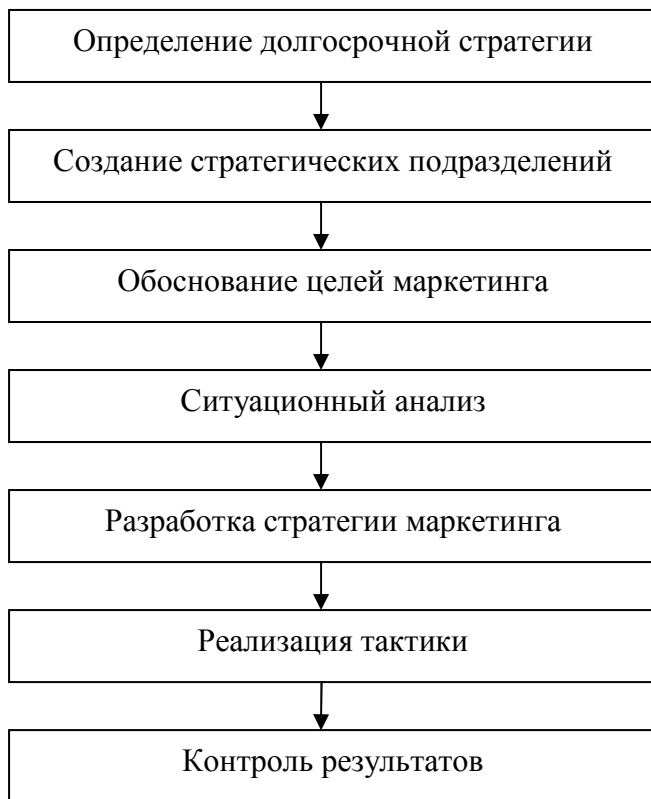 Определение долгосрочной стратегии
Создание стратегических подразделений
Обоснование целей маркетинга
Ситуационный анализ
Разработка стратегии маркетинга
Реализация тактики
Контроль результатов